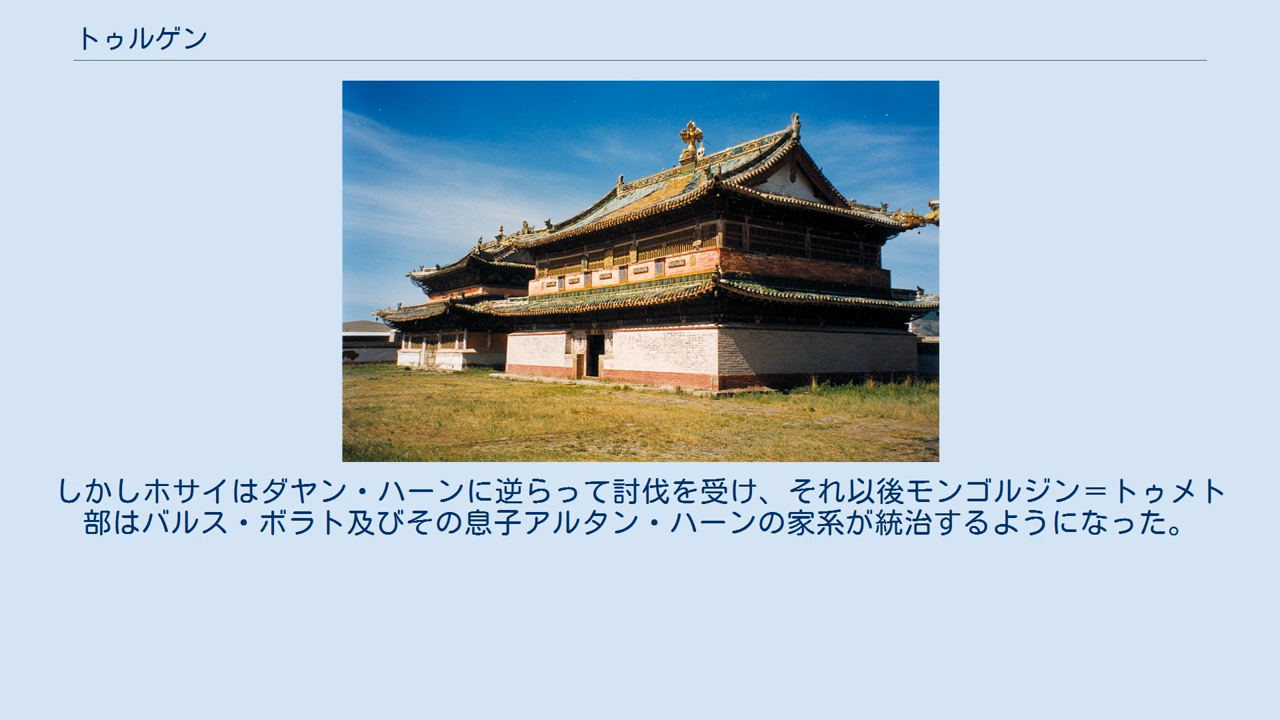 トゥルゲン
しかしホサイはダヤン・ハーンに逆らって討伐を受け、それ以後モンゴルジン＝トゥメト
部はバルス・ボラト及びその息子アルタン・ハーンの家系が統治するようになった。